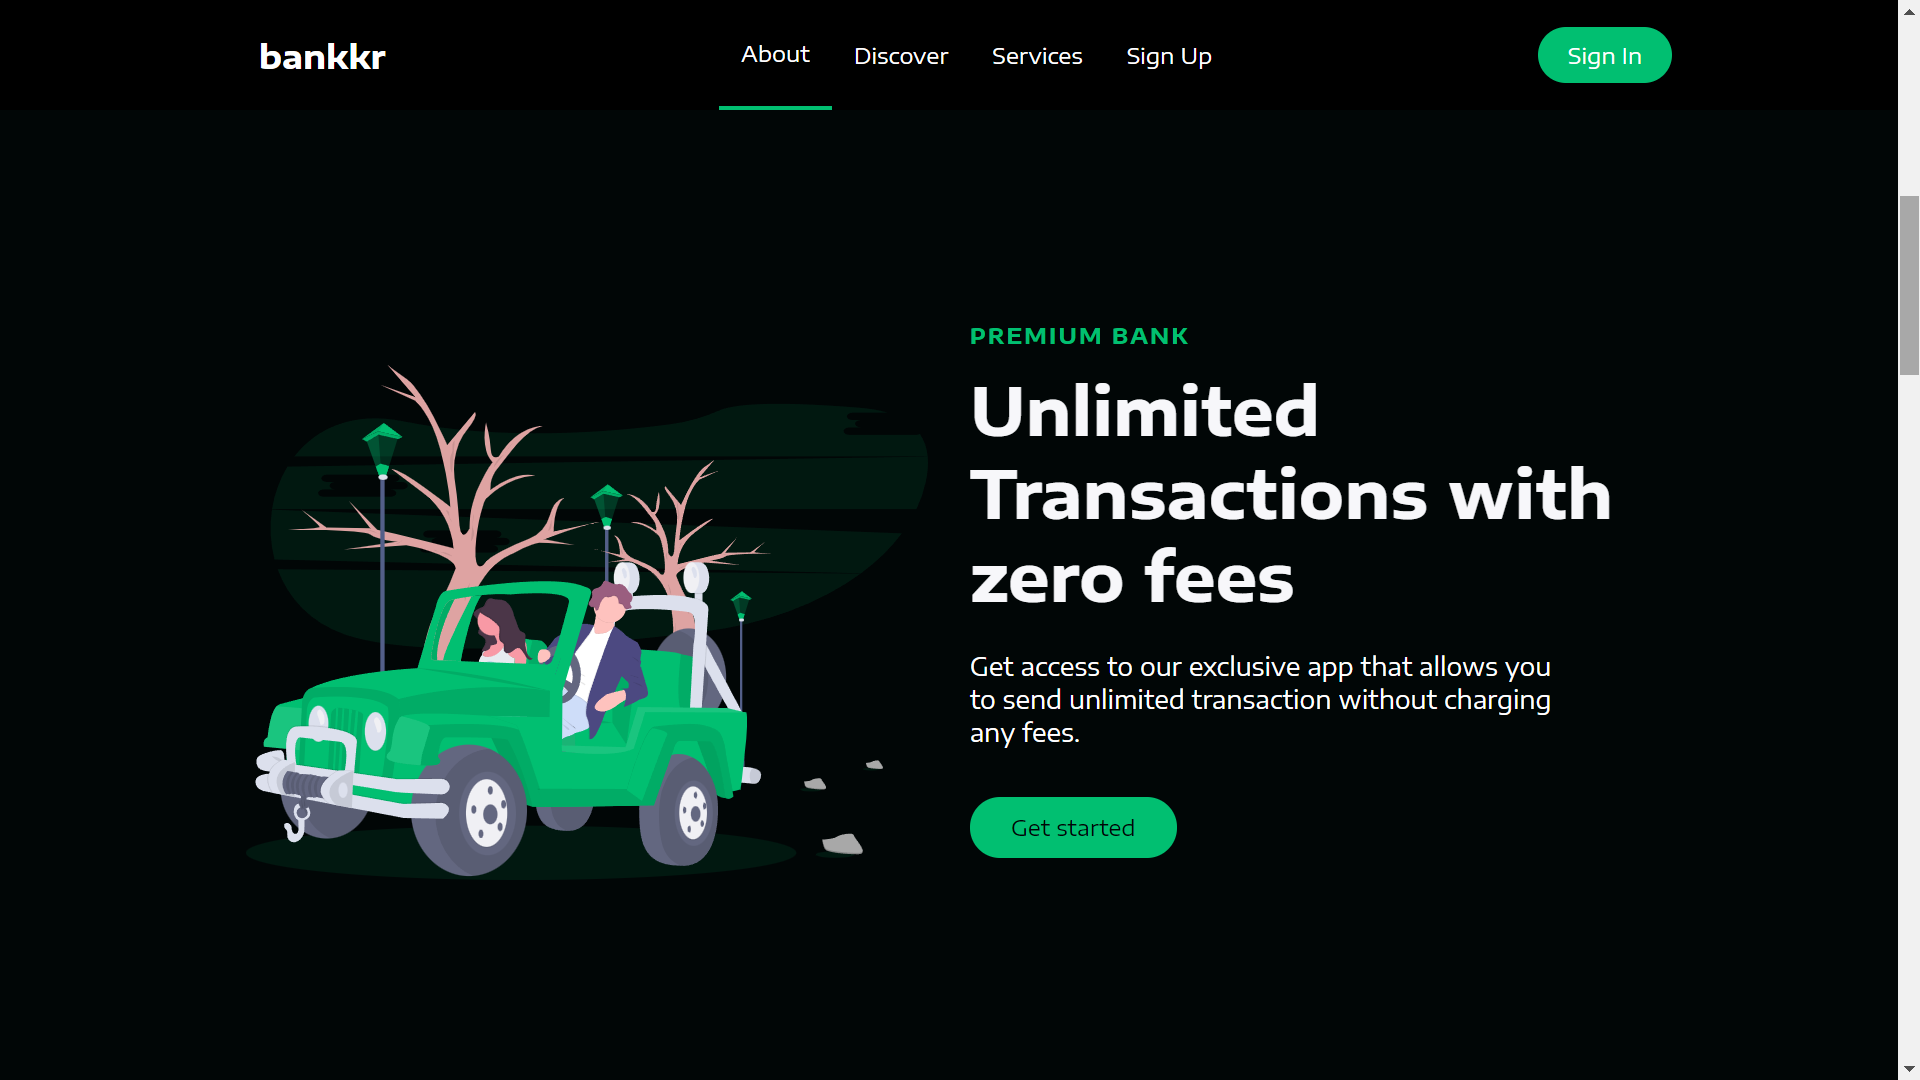 bankkr
About
Discover
Services
Sign Up
Sign In
PREMIUM BANK
Unlimited
Transactions with
zero fees
Get access to our exclusive app that allows you
to send unlimited transaction without charging
any fees.
Get started